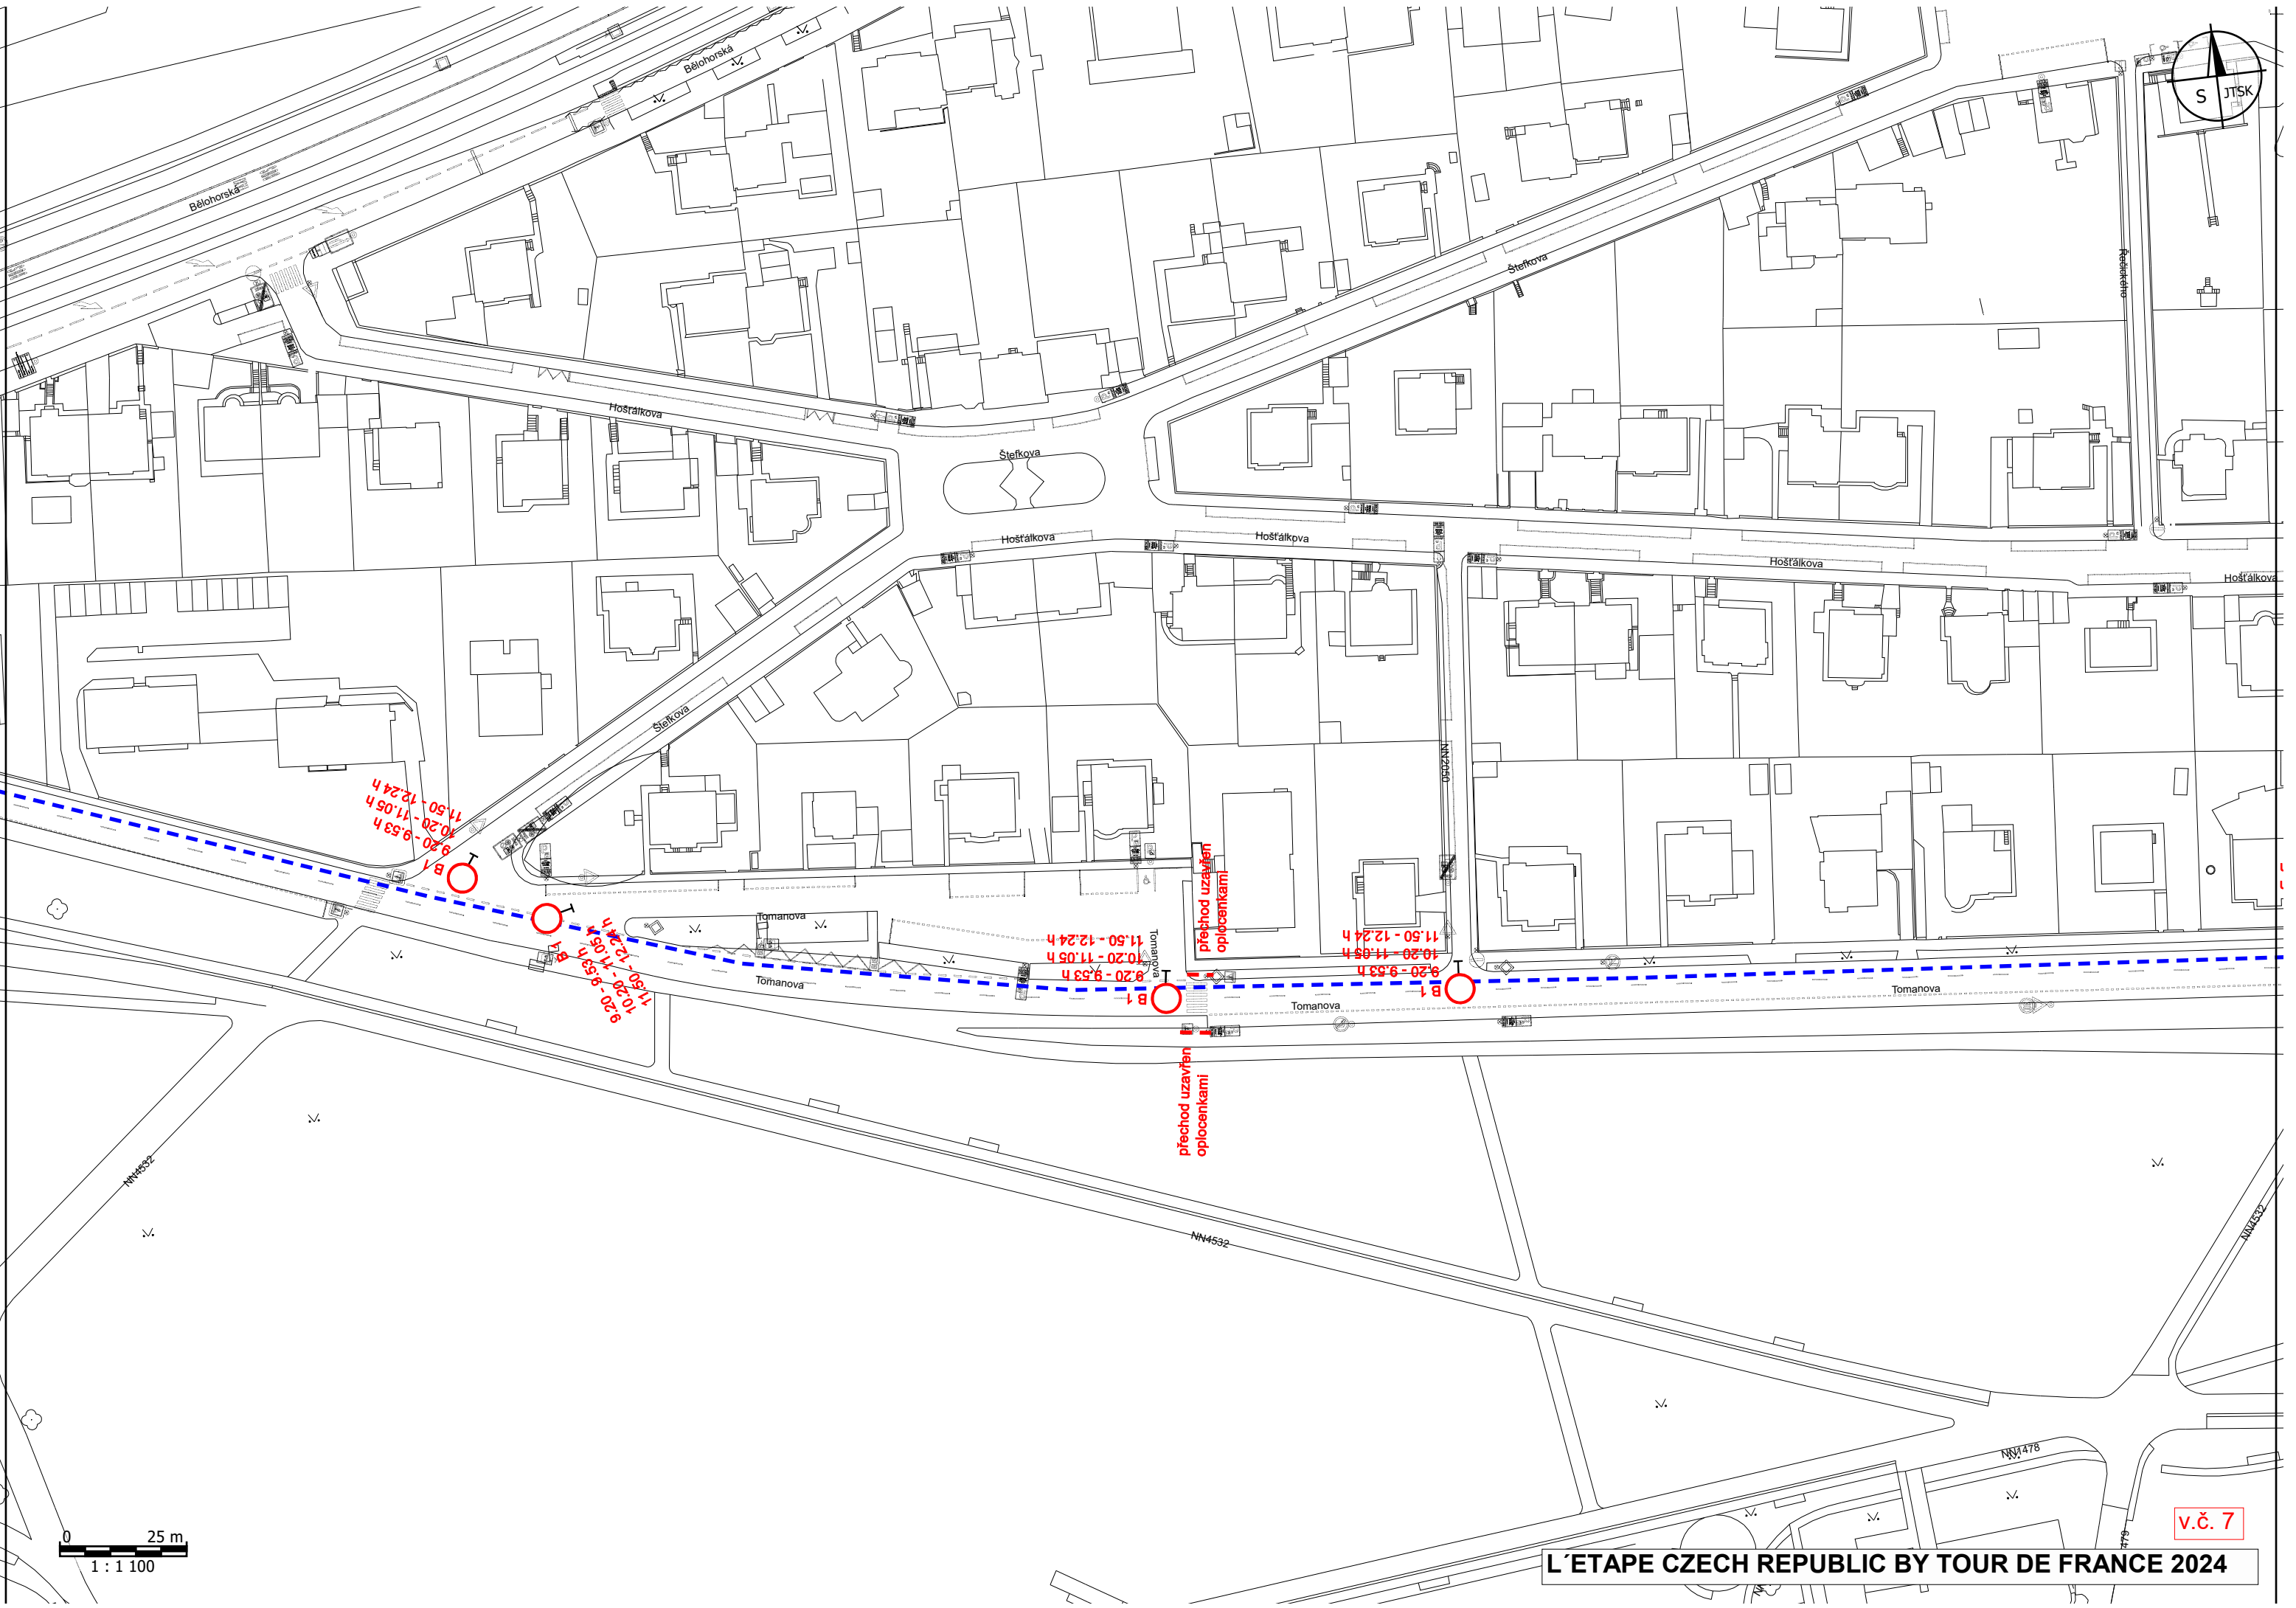 Bělohorská
Bělohorská
S JTSK
Štefkova
Řečického
Hošťálkova
Štefkova
Hošťálkova
Hošťálkova
Hošťálkova
Hošťálkova
Štefkova
NN2050
B 1
9.20 - 9.53 h
10.20 - 11.05 h
11.50 - 12.24 h
B 1
9.20 - 9.53 h
10.20 - 11.05 h
11.50 - 12.24 h
Tomanova
Tomanova
Tomanova
B 1
9.20 - 9.53 h
10.20 - 11.05 h
11.50 - 12.24 h
přechod uzavřen
oplocenkami
B 1
9.20 - 9.53 h
10.20 - 11.05 h
11.50 - 12.24 h
Tomanova
Tomanova
přechod uzavřen
oplocenkami
NN4532
NN4532
NN4532
NN1478
0 25 m
1 : 1 100
v.č. 7
L´ETAPE CZECH REPUBLIC BY TOUR DE FRANCE 2024